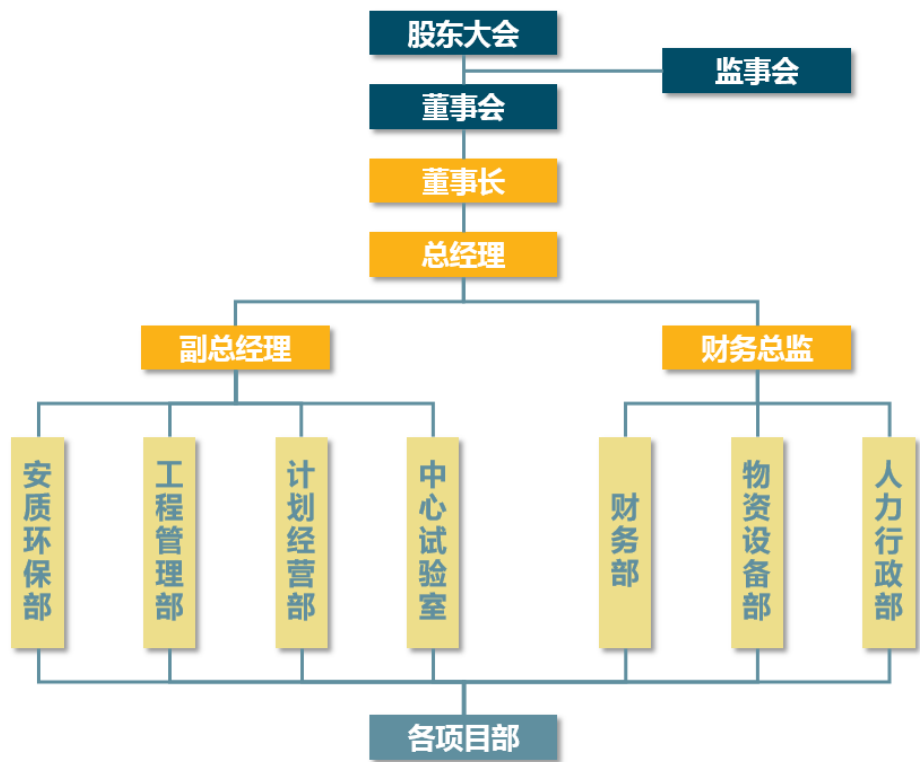 股东大会
监事会
董事会
董事长
总经理
副总经理
财务总监
安质环保部
工程管理部
计划经营部
中心试验室
财务部
物资设备部
人力行政部
各项目部